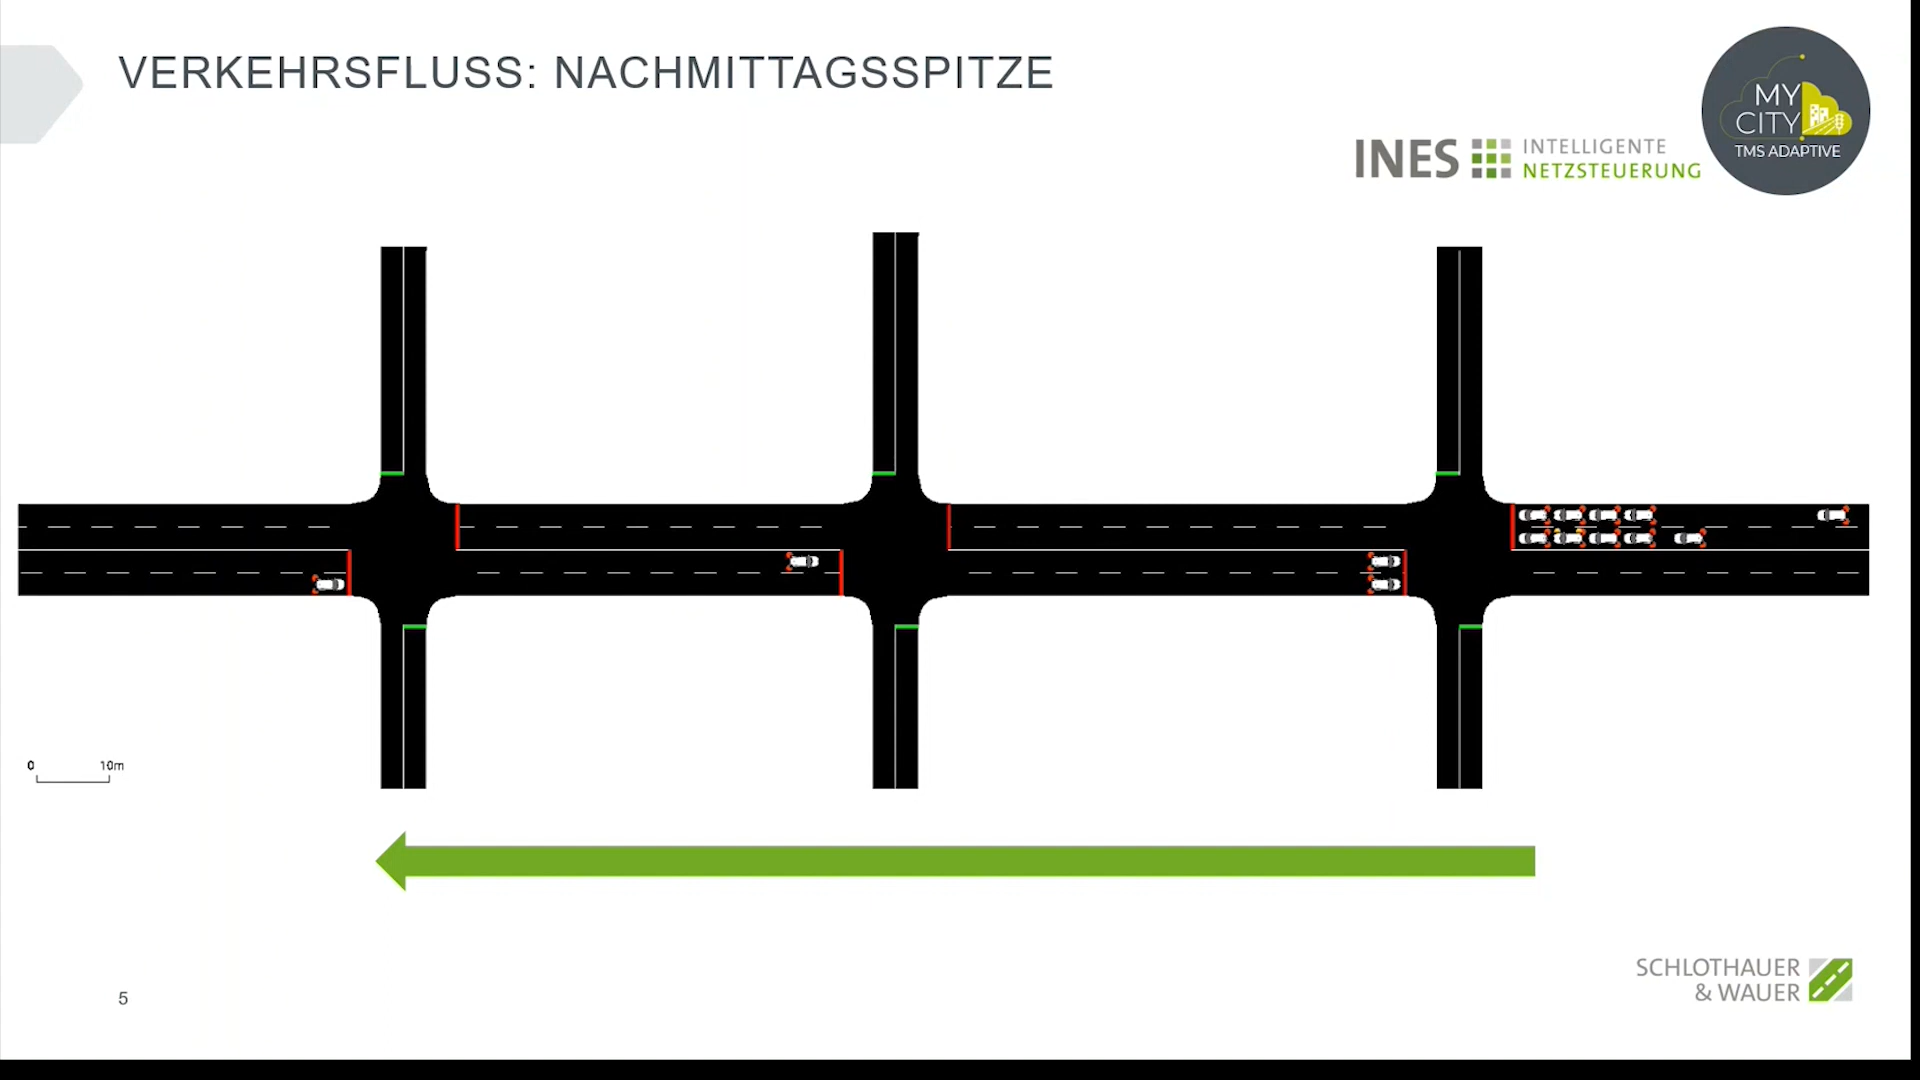 VERKEHRSFLUSS: NACHMITTAGSSPITZE
MY
CITY
TMS ADAPTIVE
INES INTELLIGENTE
NETZSTEUERUNG
0 10m
5
SCHLOTHAUER
& WAUER